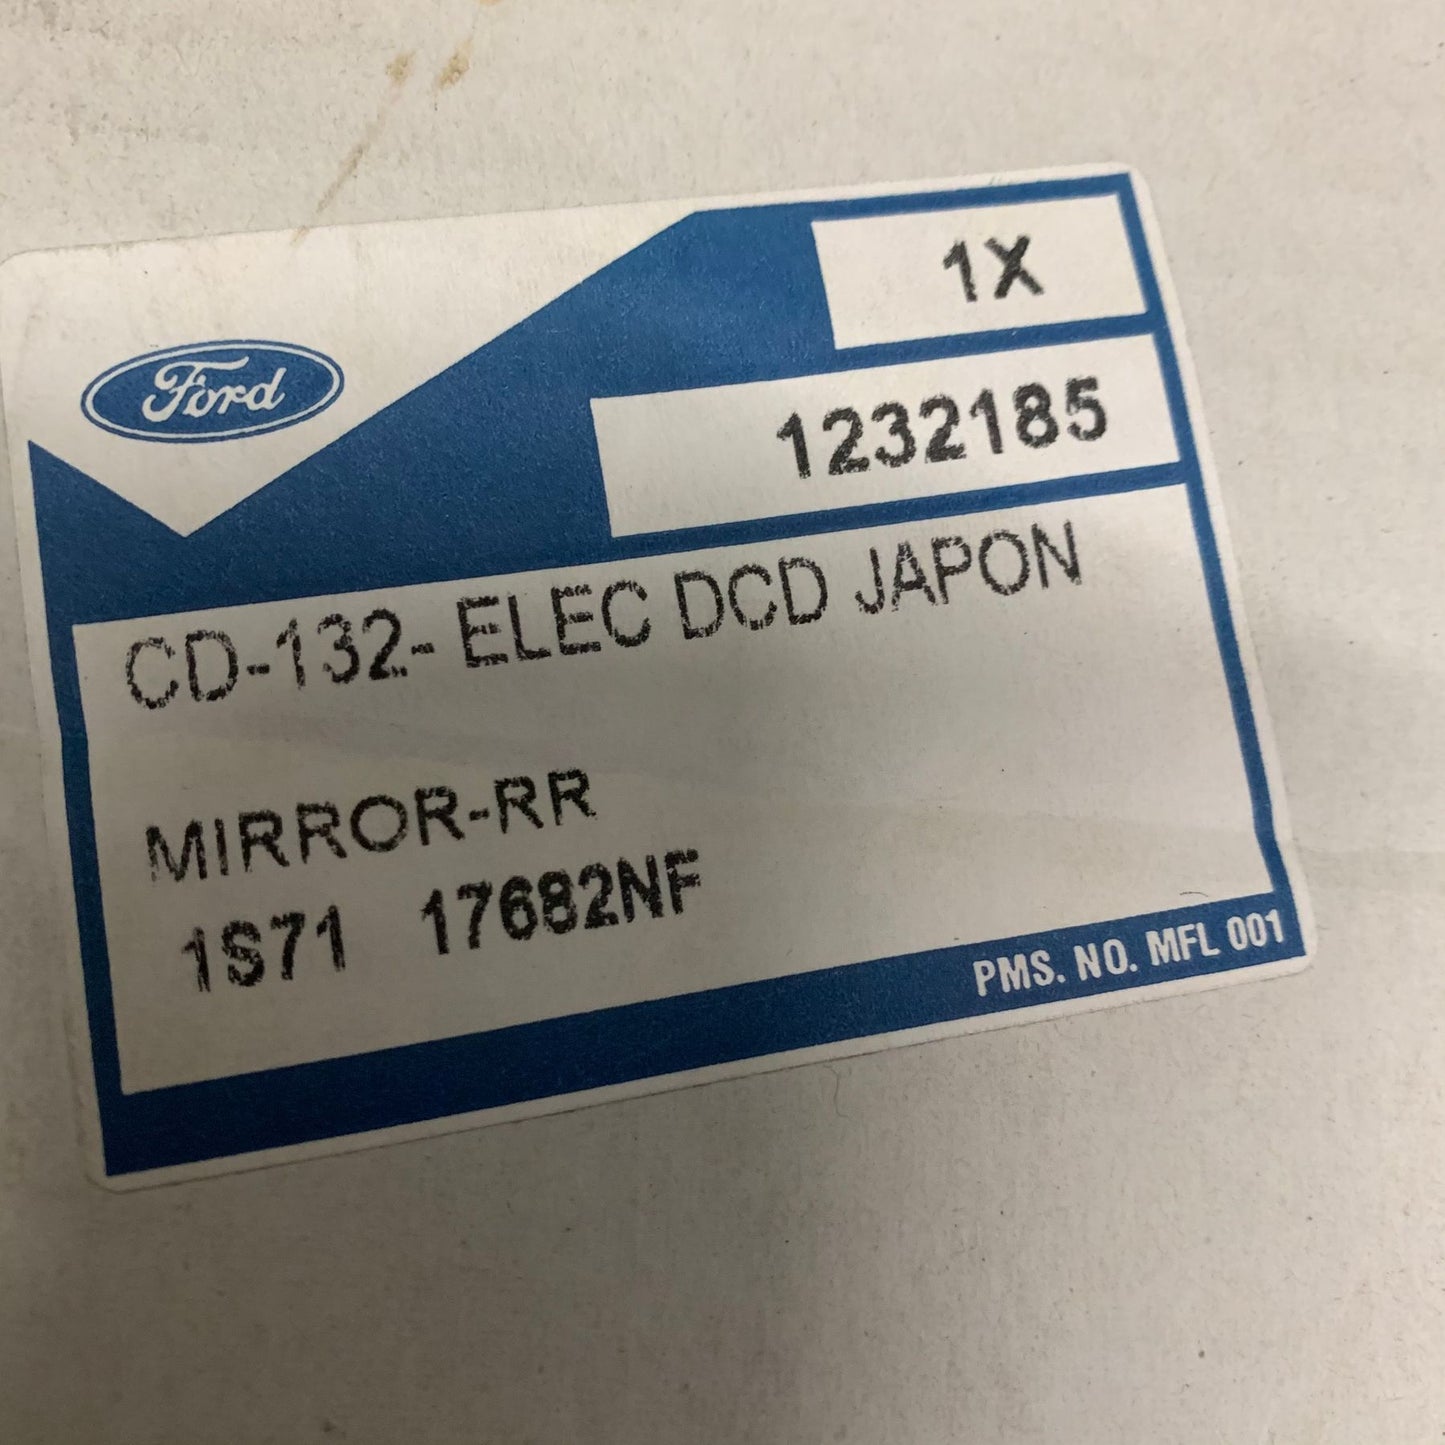 Ford
1X
1232185
CD-132- ELEC DCD JAPON
MIRROR-RR
1S71 17682NF
PMS. NO. MFL 001